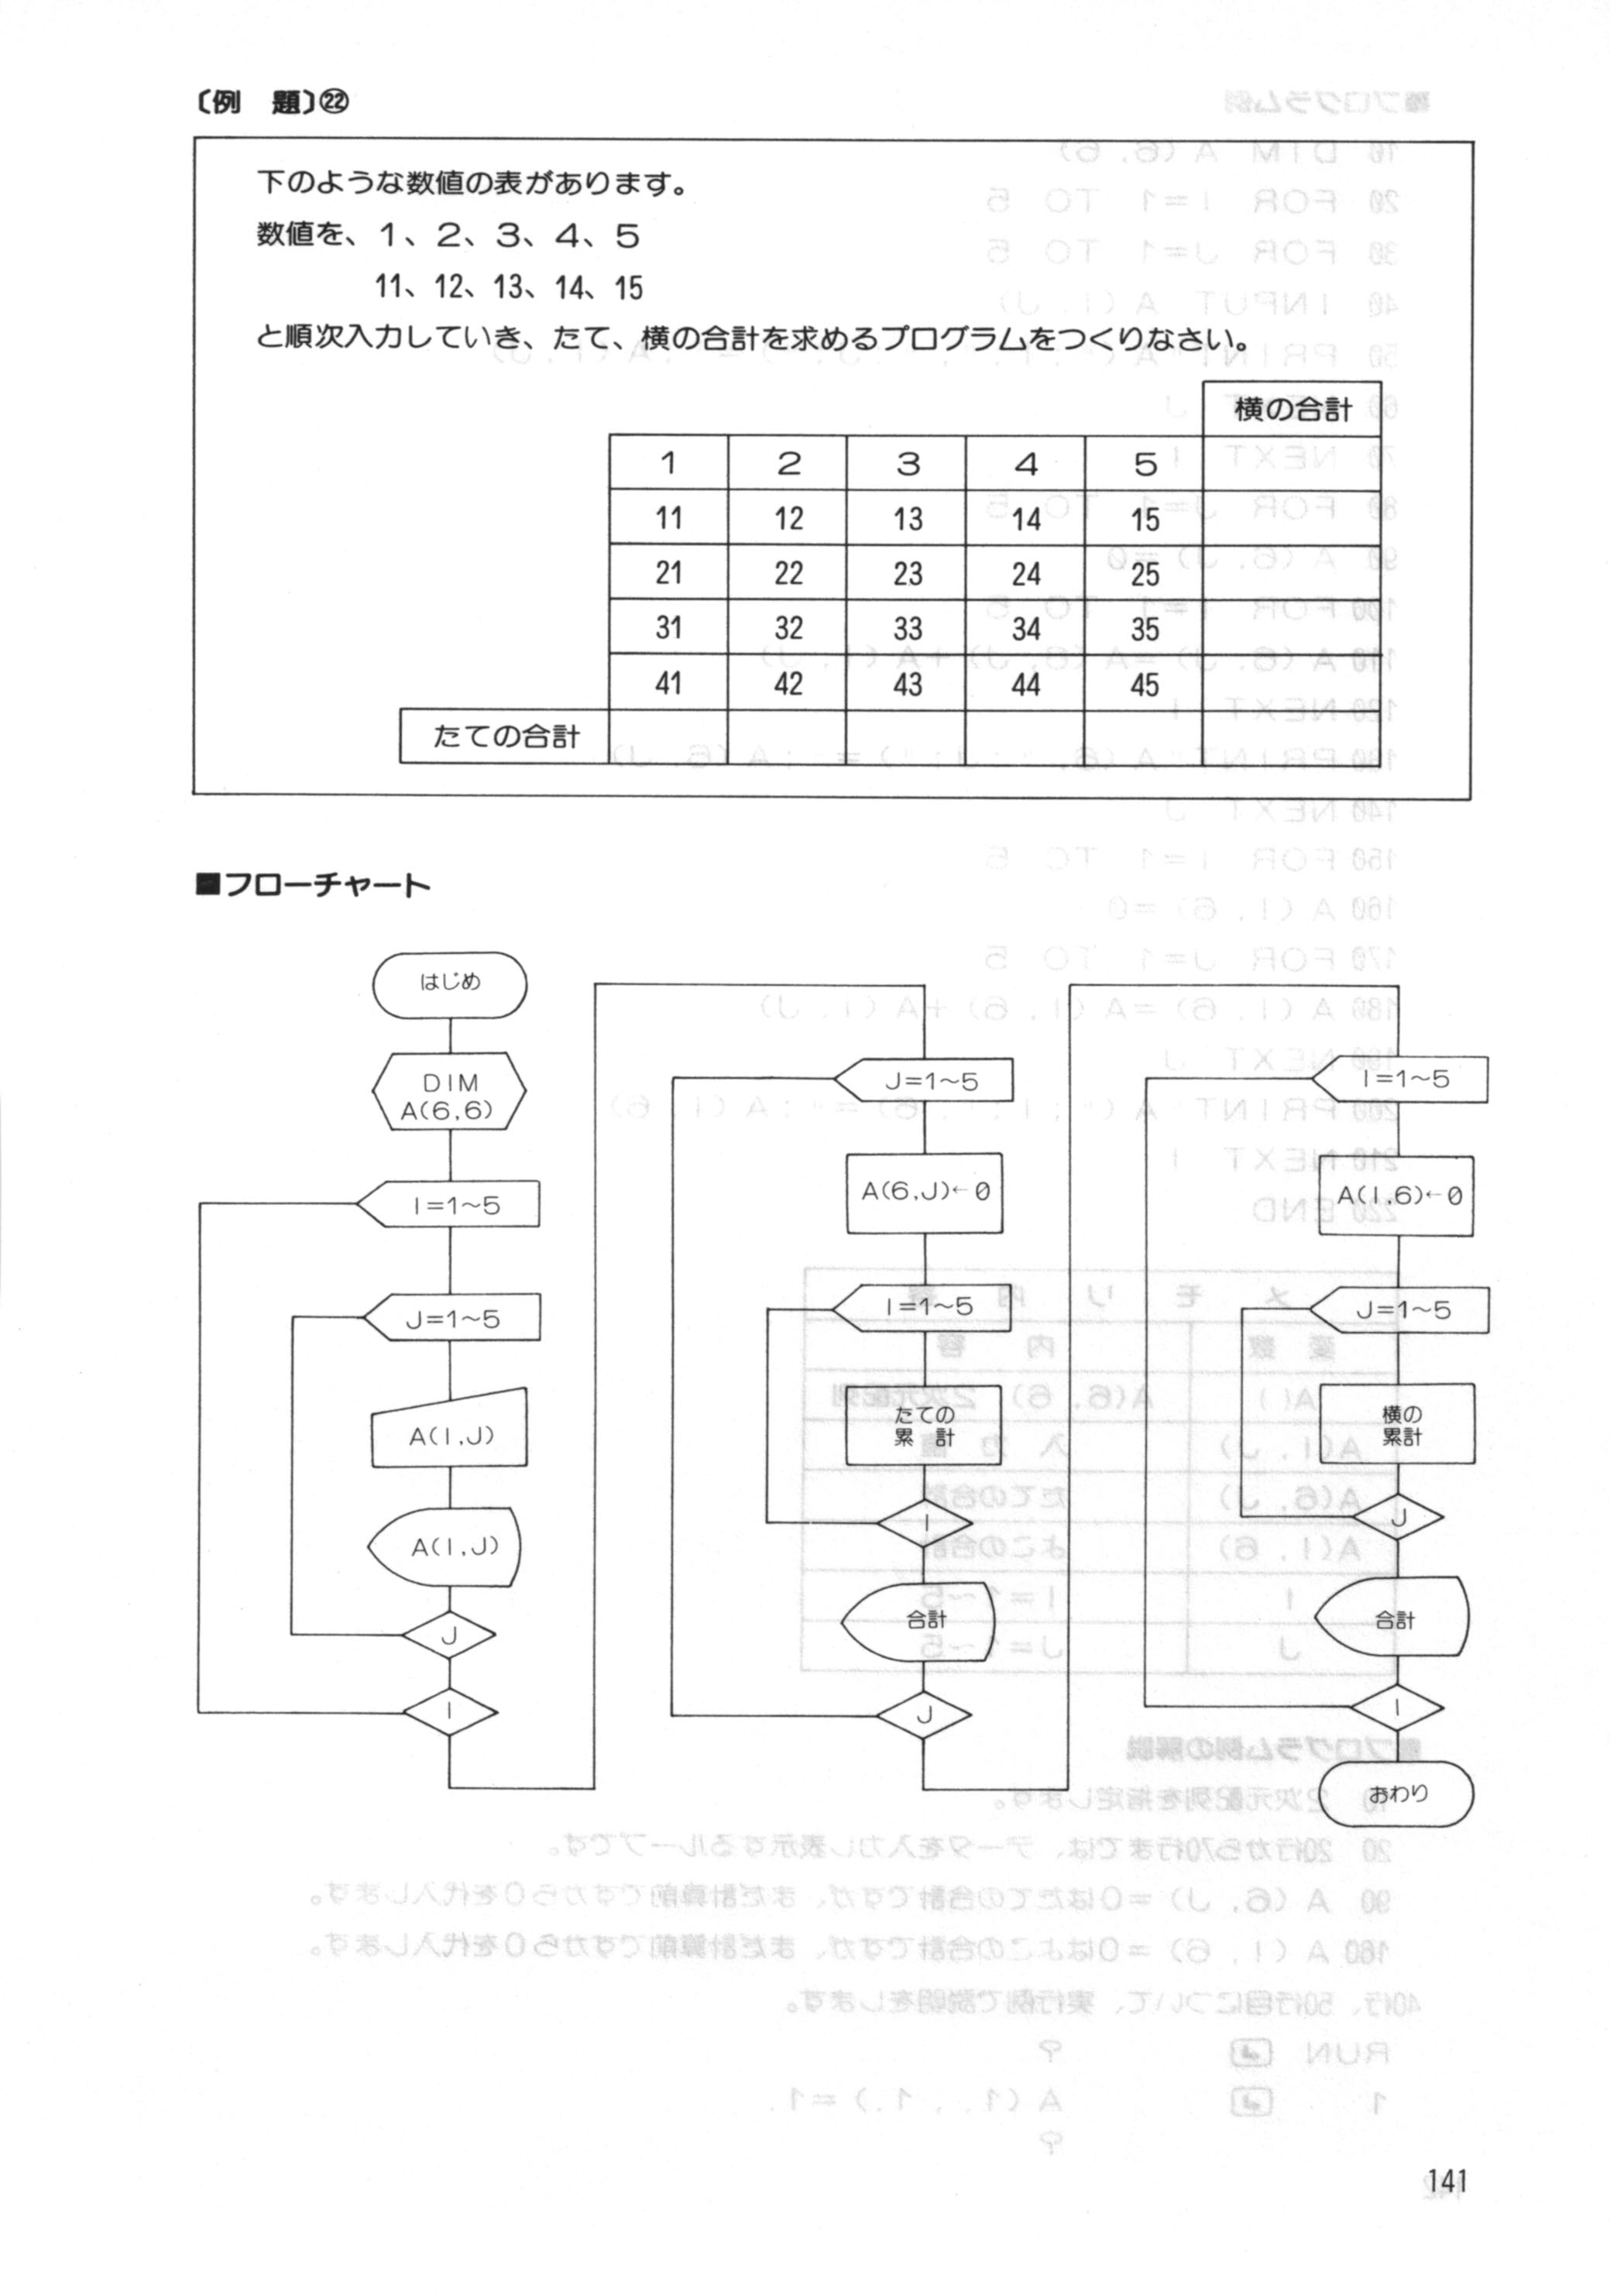 〔例　題〕㉒
下のような数値の表があります。
数値を、1、2、3、4、5
11、12、13、14、15
と順次入力していき、たて、横の合計を求めるプログラムをつくりなさい。
横の合計
1 2 3 4 5
11 12 13 14 15
21 22 23 24 25
31 32 33 34 35
41 42 43 44 45
たての合計
■フローチャート
はじめ
DIM
A(6,6)
I=1〜5
J=1〜5
A(I,J)
A(I,J)
J
I
J=1〜5
A(6,J)←0
I=1〜5
たての
累　計
I
合計
J
I=1〜5
A(I,6)←0
J=1〜5
横の
累計
J
合計
I
おわり
141